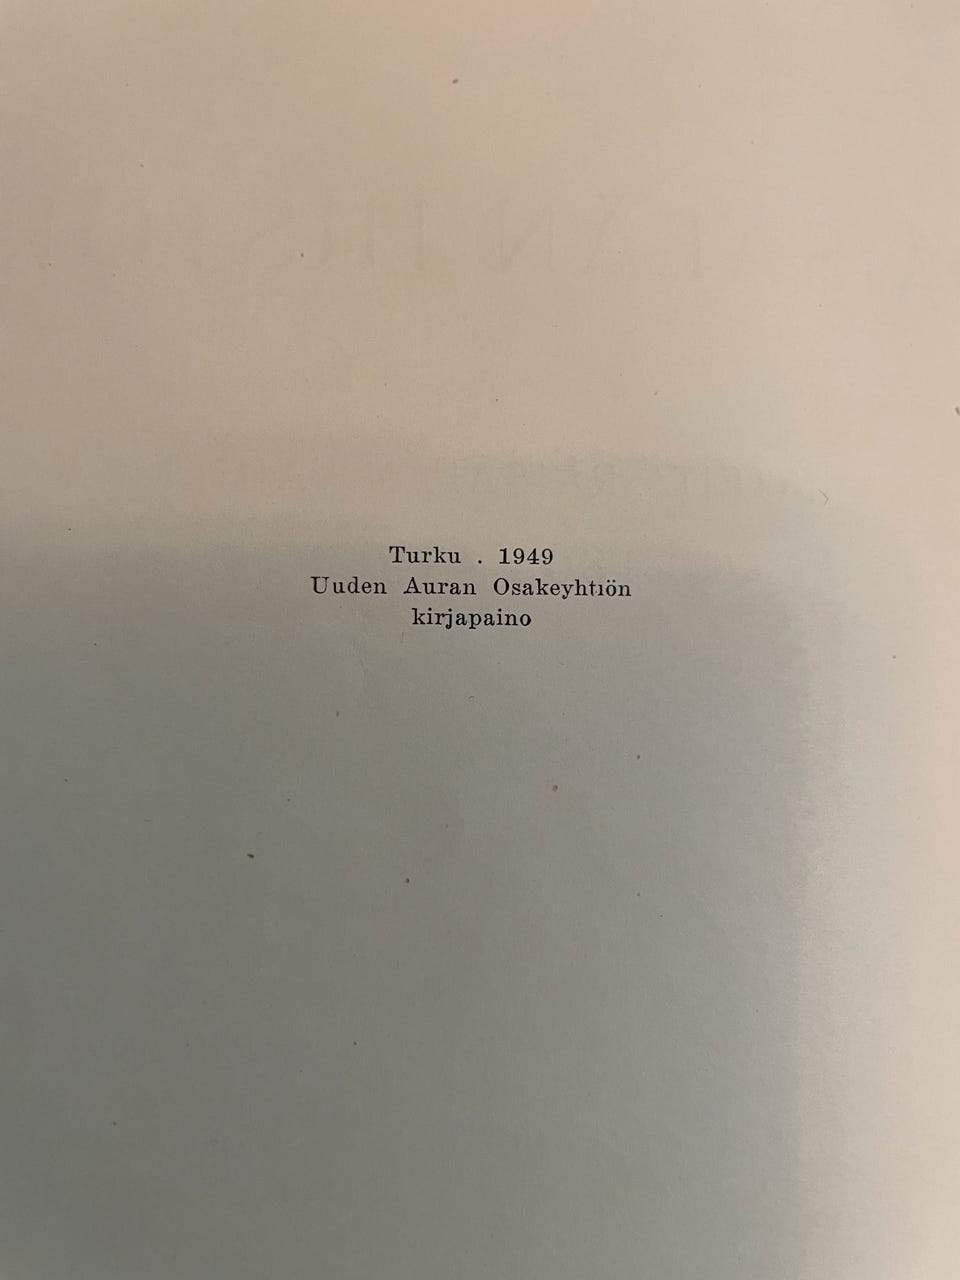 Turku . 1949
Uuden Auran Osakeyhtiön
kirjapaino